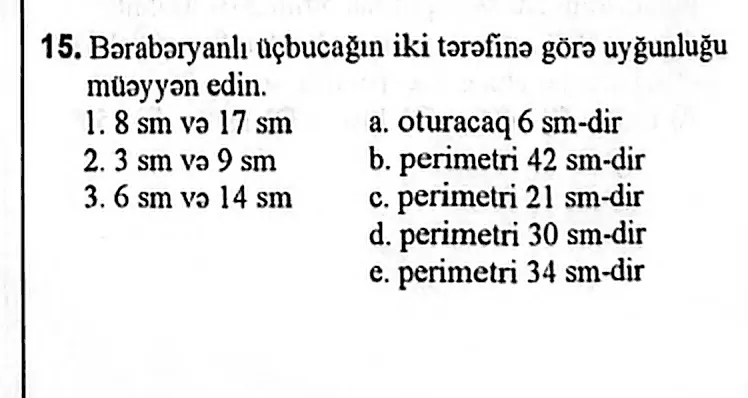 15. Bərabəryanlı üçbucağın iki tərəfinə görə uyğunluğu
müəyyən edin.
1. 8 sm və 17 sm a. oturacaq 6 sm-dir
2. 3 sm və 9 sm b. perimetri 42 sm-dir
3. 6 sm və 14 sm c. perimetri 21 sm-dir
d. perimetri 30 sm-dir
e. perimetri 34 sm-dir